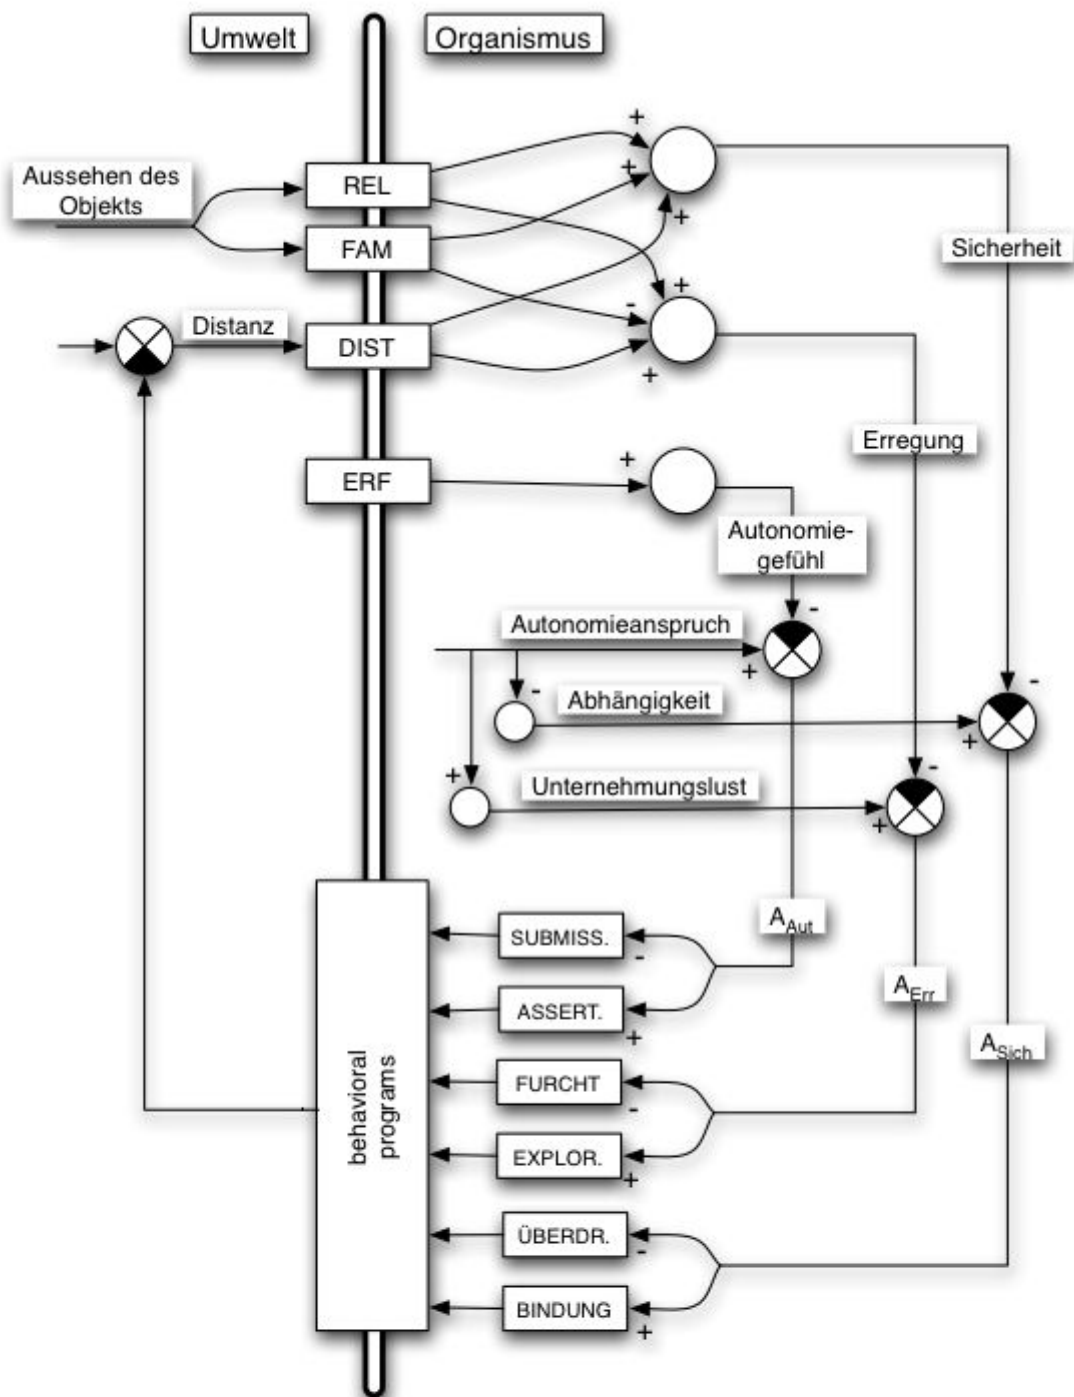 Umwelt
Organismus
+
Aussehen des
Objekts
REL
+
+
FAM
Sicherheit
+
-
Distanz
DIST
+
Erregung
ERF
+
Autonomie-
gefühl
-
Autonomieanspruch
+
-
Abhängigkeit
-
+
+
Unternehmungslust
-
+
A_Aut
SUBMISS.
-
A_Err
ASSERT.
+
A_Sich
behavioral
programs
FURCHT
-
EXPLOR.
+
ÜBERDR.
-
BINDUNG
+